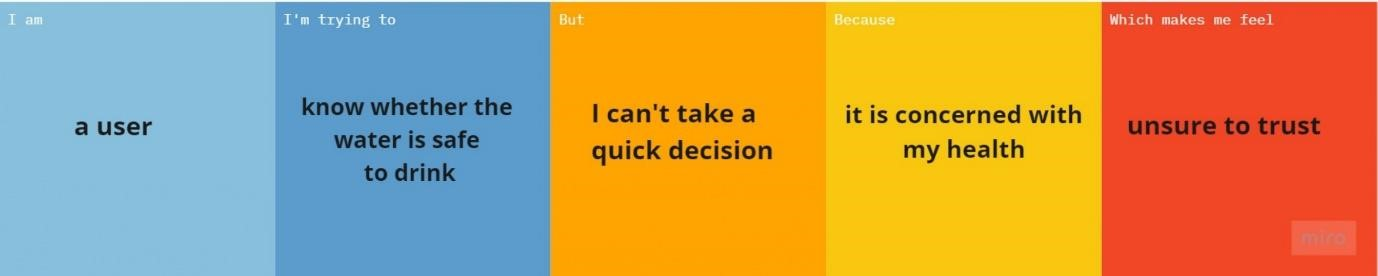 I am
a user
I'm trying to
know whether the
water is safe
to drink
But
I can't take a
quick decision
Because
it is concerned with
my health
Which makes me feel
unsure to trust
miro